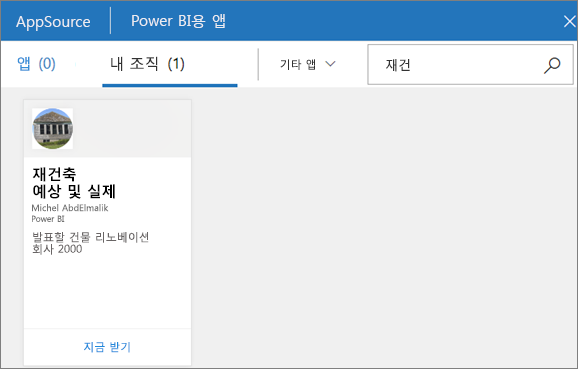 AppSource Power BI용 앱
앱 (0) 내 조직 (1) 기타 앱 재건
재건축
예상 및 실제
Michel AbdElmalik
Power BI
발표할 건물 리노베이션
회사 2000
지금 받기